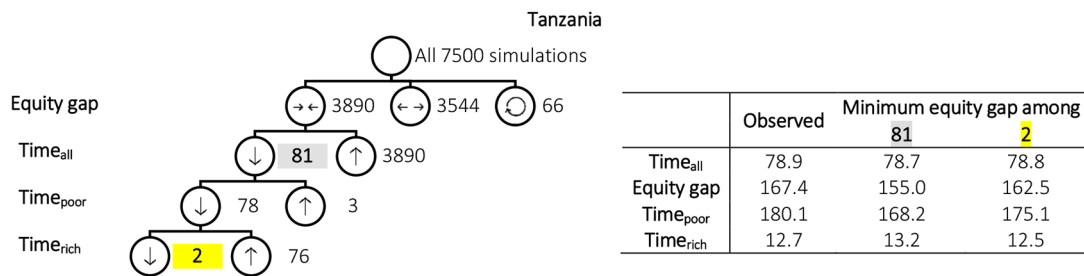 Tanzania
All 7500 simulations
Equity gap →← 3890 ←→ 3544 66
Time_all ↓ 81 ↑ 3890
Time_poor ↓ 78 ↑ 3
Time_rich ↓ 2 ↑ 76
Observed Minimum equity gap among
81 2
Time_all 78.9 78.7 78.8
Equity gap 167.4 155.0 162.5
Time_poor 180.1 168.2 175.1
Time_rich 12.7 13.2 12.5